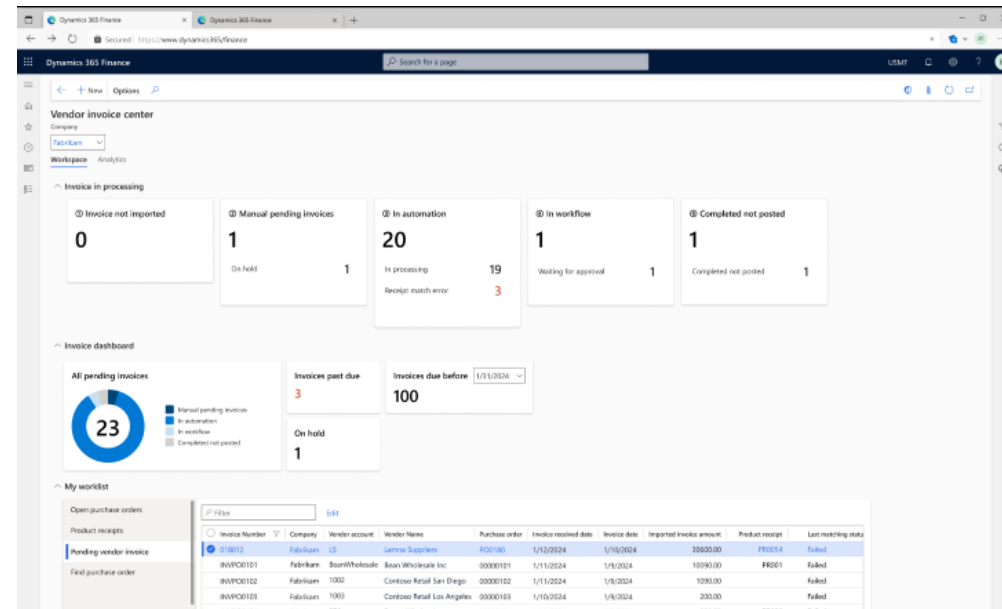 Dynamics 365 Finance
Dynamics 365 Finance
Secured https://www.dynamics365/finance
Dynamics 365 Finance
Search for a page
USMF
?
New Options
Vendor invoice center
Company
Fabrikam
Workspace Analytics
Invoice in processing
Invoice not imported
0
Manual pending invoices
1
On hold 1
In automation
20
In processing 19
Receipt match error 3
In workflow
1
Waiting for approval 1
Completed not posted
1
Completed not posted 1
Invoice dashboard
All pending invoices
23
Manual pending invoices
In automation
In workflow
Completed not posted
Invoices past due
3
Invoices due before 1/31/2024
100
On hold
1
My worklist
Open purchase orders
Product receipts
Pending vendor invoice
Find purchase order
Filter Edit
Invoice Number Company Vendor account Vendor Name Purchase order Invoice received date Invoice date Imported invoice amount Product receipt Last matching statu
018012 Fabrikam LS Lamna Suppliers PO0180 1/12/2024 1/10/2024 30600.00 PR0054 Failed
INVPO0101 Fabrikam BeanWholesale Bean Wholesale Inc 00000101 1/11/2024 1/9/2024 10090.00 PR001 Failed
INVPO0102 Fabrikam 1002 Contoso Retail San Diego 00000102 1/11/2024 1/9/2024 1090.00 Failed
INVPO0103 Fabrikam 1003 Contoso Retail Los Angeles 00000103 1/10/2024 1/9/2024 200.00 Failed